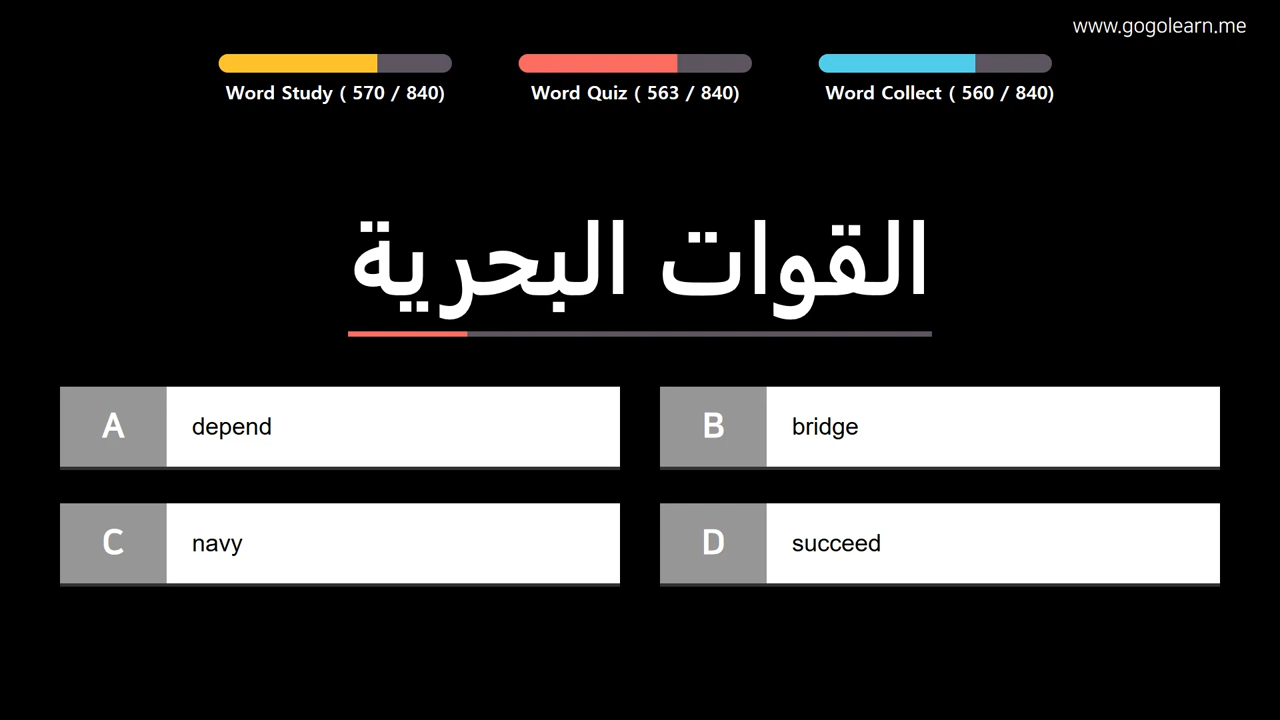 www.gogolearn.me
Word Study ( 570 / 840)
Word Quiz ( 563 / 840)
Word Collect ( 560 / 840)
القوات البحرية
A
depend
B
bridge
C
navy
D
succeed